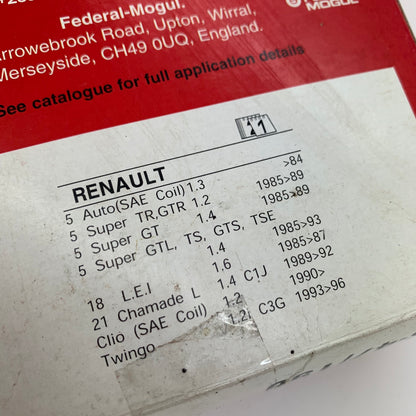 Federal-Mogul.
Arrowebrook Road, Upton, Wirral,
Merseyside, CH49 0UQ, England.
MOGUL
See catalogue for full application details
RENAULT
5 Auto(SAE Coil) 1.3 >84
5 Super TR,GTR 1.2 1985>89
5 Super GT 1.4 1985>89
5 Super GTL, TS, GTS, TSE
1.4 1985>93
18 L.E.I 1.6 1985>87
21 Chamade L 1.4 C1J 1989>92
Clio (SAE Coil) 1.2 1990>
Twingo 1.2i C3G 1993>96